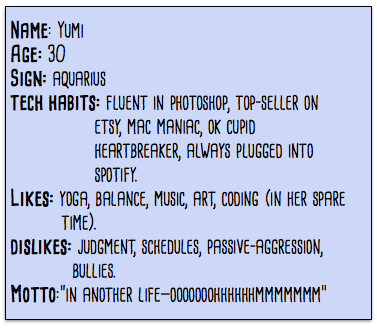 Name: Yumi
Age: 30
Sign: aquarius
tech habits: fluent in photoshop, top-seller on
etsy, mac maniac, ok cupid
heartbreaker, always plugged into
spotify.
Likes: yoga, balance, music, art, coding (in her spare
time).
dislikes: judgment, schedules, passive-aggression,
bullies.
Motto:"in another life—ooooooohhhhhhmmmmmmm"